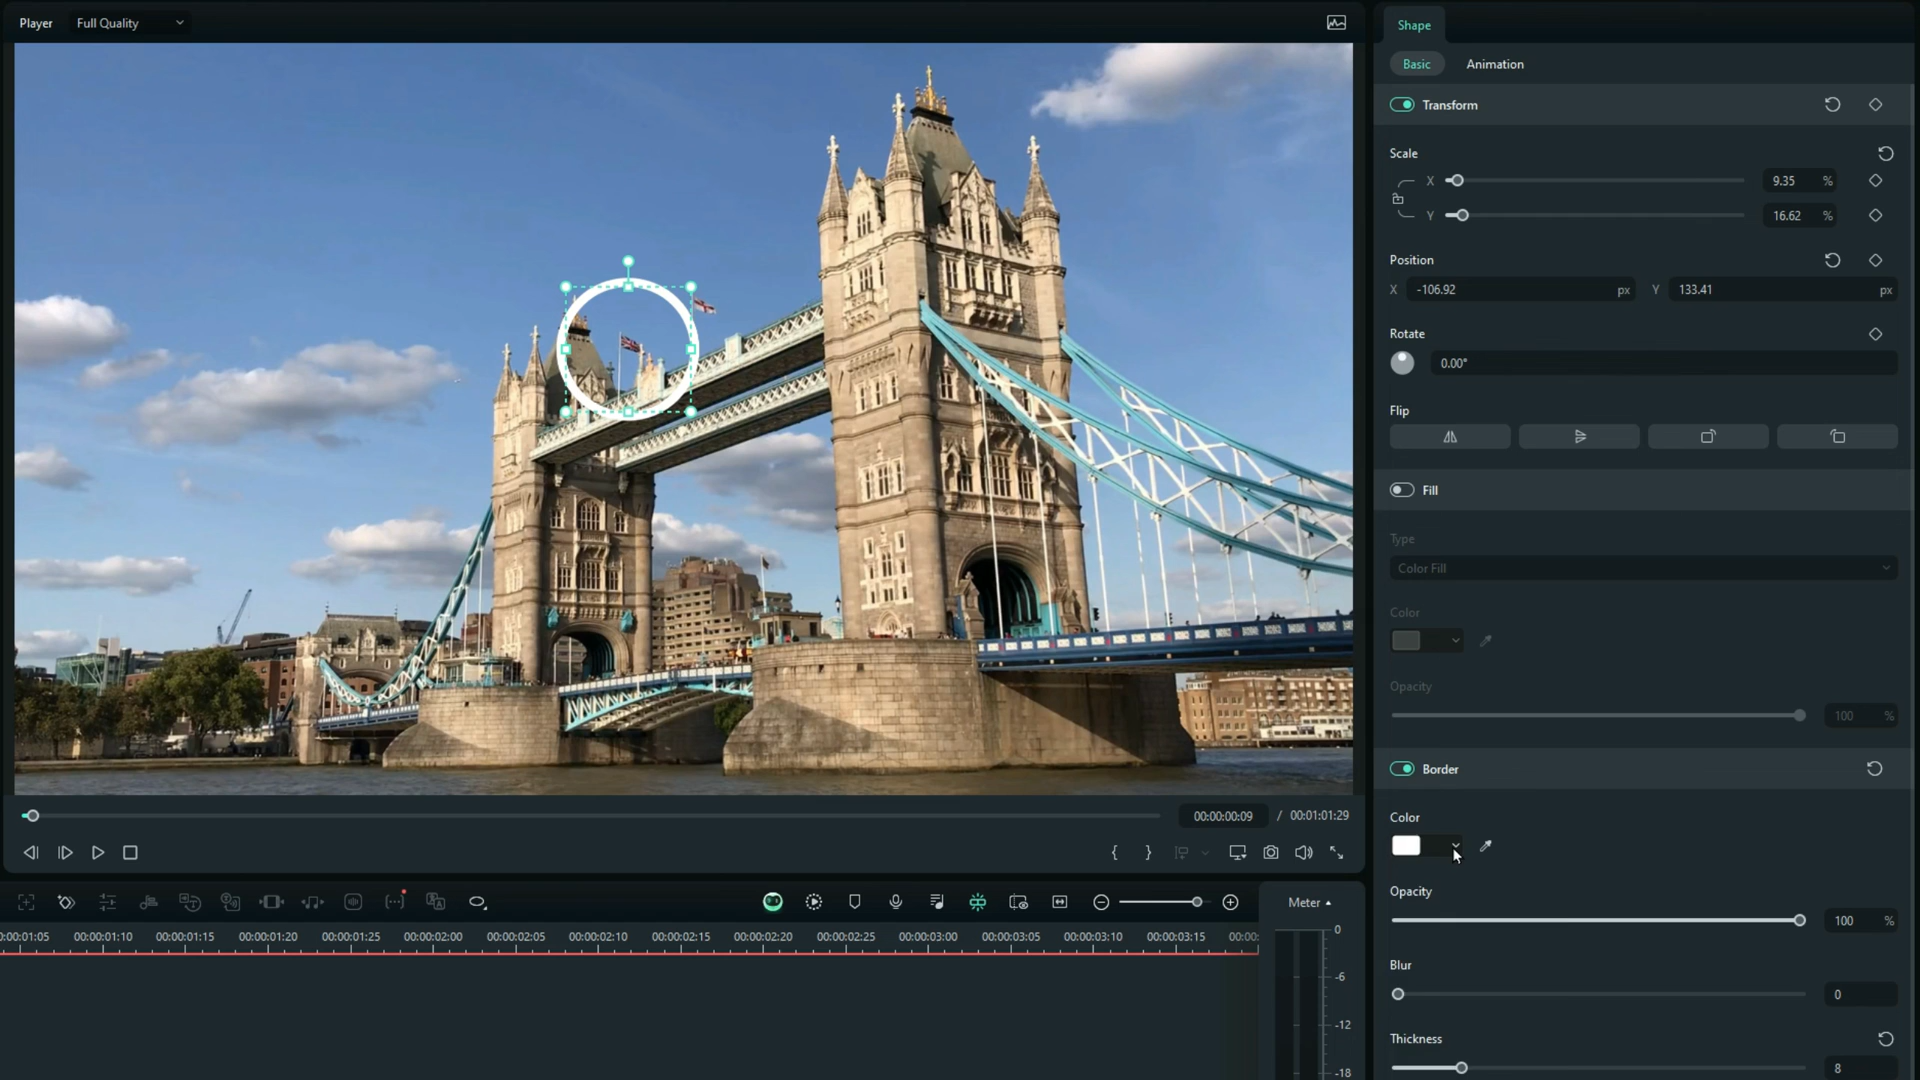 Player Full Quality
Shape
Basic Animation
Transform
Scale
X 9.35 %
Y 16.62 %
Position
X -106.92 px Y 133.41 px
Rotate
0.00°
Flip
Fill
Type
Color Fill
Color
Opacity
100 %
Border
Color
Opacity
100 %
Blur
0
Thickness
8
00:00:00:09 / 00:01:01:29
Meter
0:00:01:05 00:00:01:10 00:00:01:15 00:00:01:20 00:00:01:25 00:00:02:00 00:00:02:05 00:00:02:10 00:00:02:15 00:00:02:20 00:00:02:25 00:00:03:00 00:00:03:05 00:00:03:10 00:00:03:15 00:00:
0
-6
-12
-18